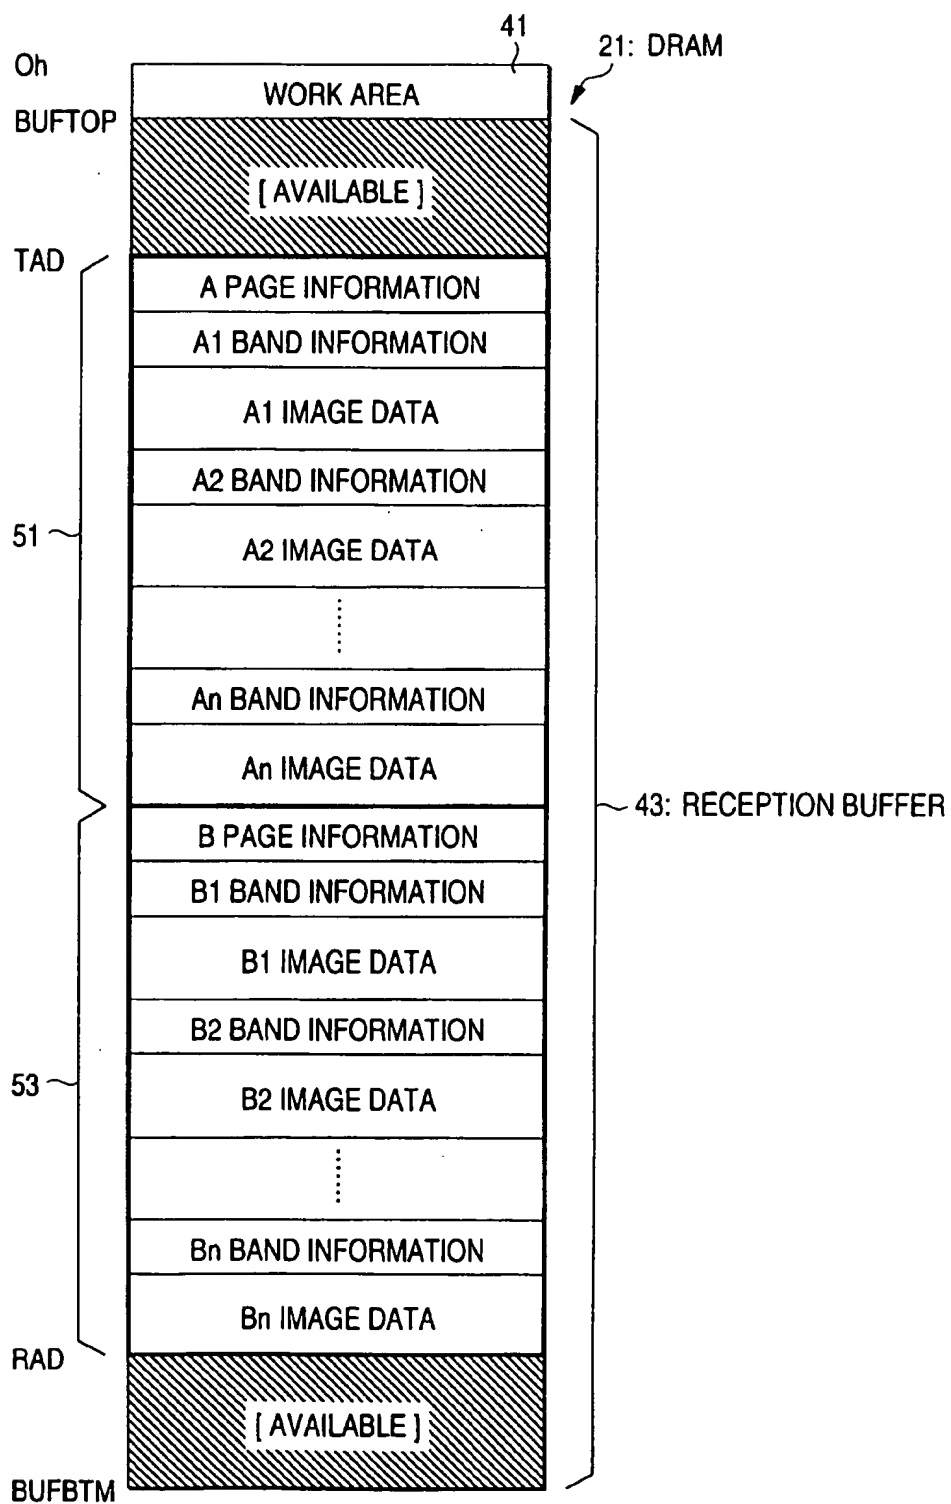 41
21: DRAM
Oh
WORK AREA
BUFTOP
[ AVAILABLE ]
TAD
A PAGE INFORMATION
A1 BAND INFORMATION
A1 IMAGE DATA
A2 BAND INFORMATION
51
A2 IMAGE DATA
An BAND INFORMATION
An IMAGE DATA
43: RECEPTION BUFFER
B PAGE INFORMATION
B1 BAND INFORMATION
B1 IMAGE DATA
B2 BAND INFORMATION
53
B2 IMAGE DATA
Bn BAND INFORMATION
Bn IMAGE DATA
RAD
[ AVAILABLE ]
BUFBTM